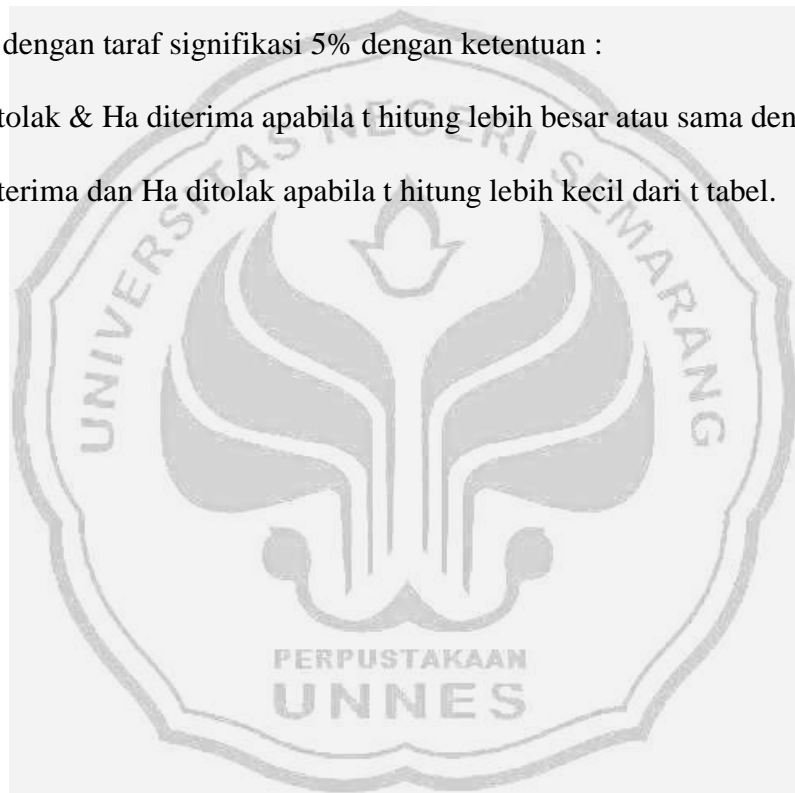 dengan taraf signifikasi 5% dengan ketentuan :
tolak & Ha diterima apabila t hitung lebih besar atau sama den
terima dan Ha ditolak apabila t hitung lebih kecil dari t tabel.
UNIVERSITAS NEGERI SEMARANG
PERPUSTAKAAN
UNNES